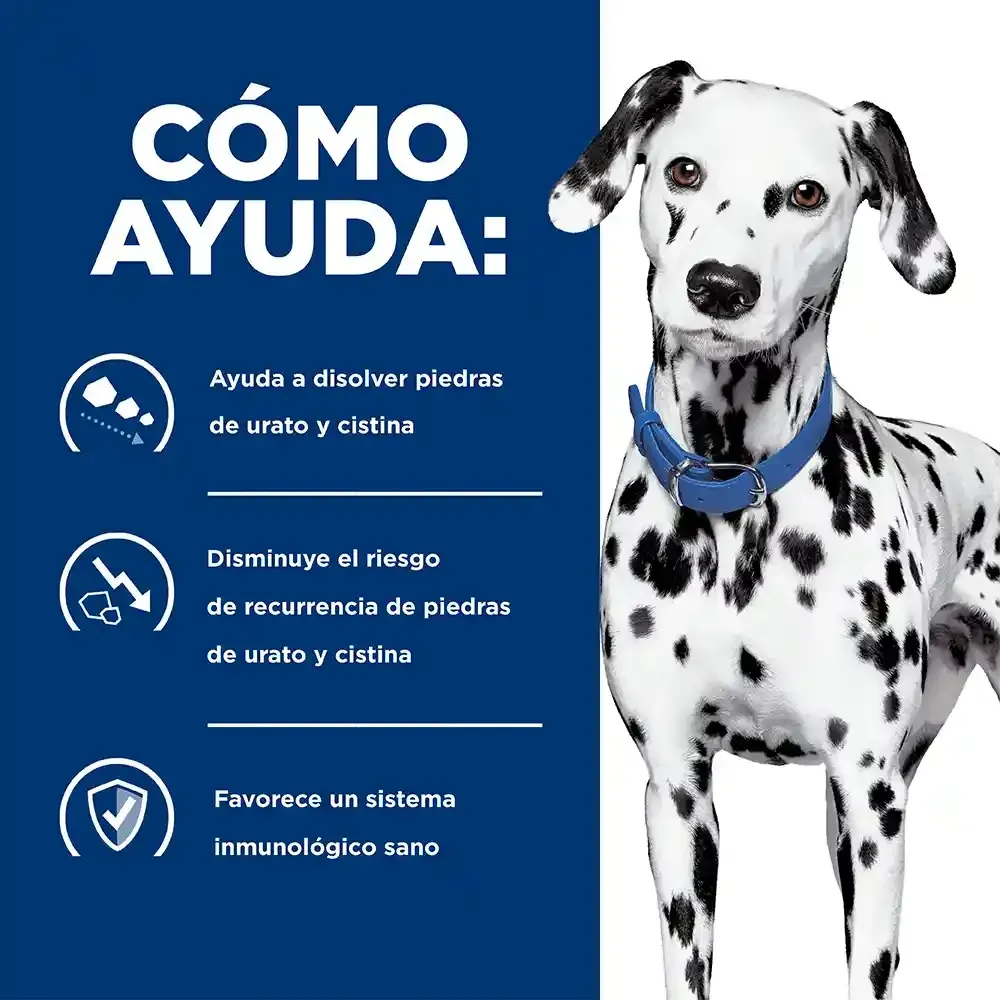 CÓMO
AYUDA:
Ayuda a disolver piedras
de urato y cistina
Disminuye el riesgo
de recurrencia de piedras
de urato y cistina
Favorece un sistema
inmunológico sano